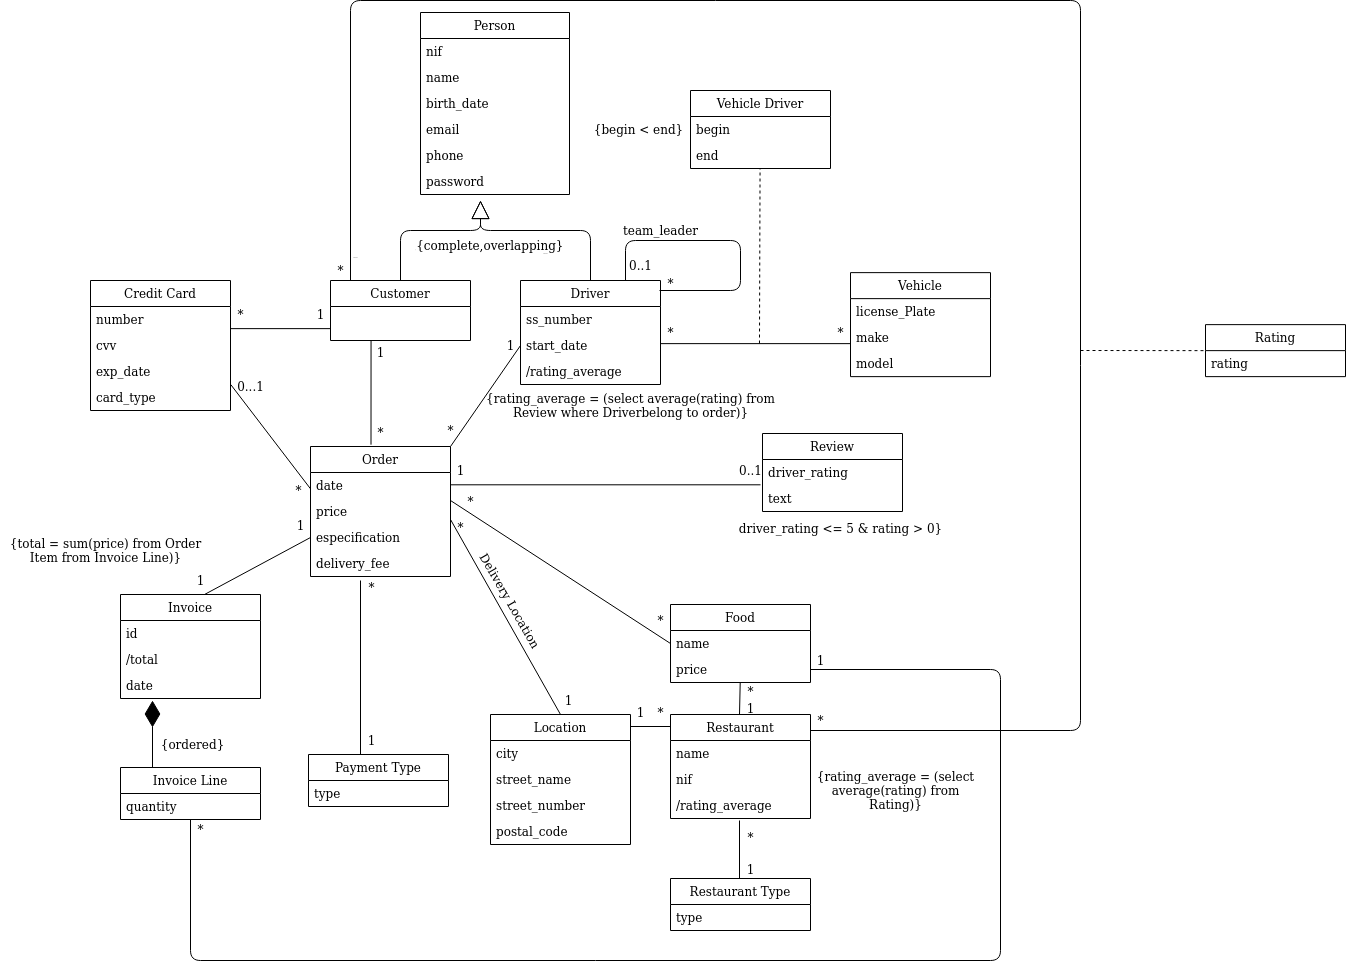 Person
nif
name
birth_date
email
phone
password
Vehicle Driver
{begin < end}
begin
end
{complete,overlapping}
team_leader
0..1
*
*
Credit Card
number
cvv
exp_date
card_type
*
1
0...1
Customer
1
*
Driver
ss_number
start_date
/rating_average
1
*
*
*
{rating_average = (select average(rating) from
Review where Driverbelong to order)}
Vehicle
license_Plate
make
model
Rating
rating
Order
date
price
especification
delivery_fee
*
1
1
0..1
*
*
*
Review
driver_rating
text
driver_rating <= 5 & rating > 0}
{total = sum(price) from Order
Item from Invoice Line)}
1
Invoice
id
/total
date
{ordered}
Invoice Line
quantity
*
Delivery Location
1
1
Payment Type
type
*
Food
name
price
1
*
1
Location
city
street_name
street_number
postal_code
1
*
Restaurant
name
nif
/rating_average
*
{rating_average = (select
average(rating) from
Rating)}
*
1
Restaurant Type
type